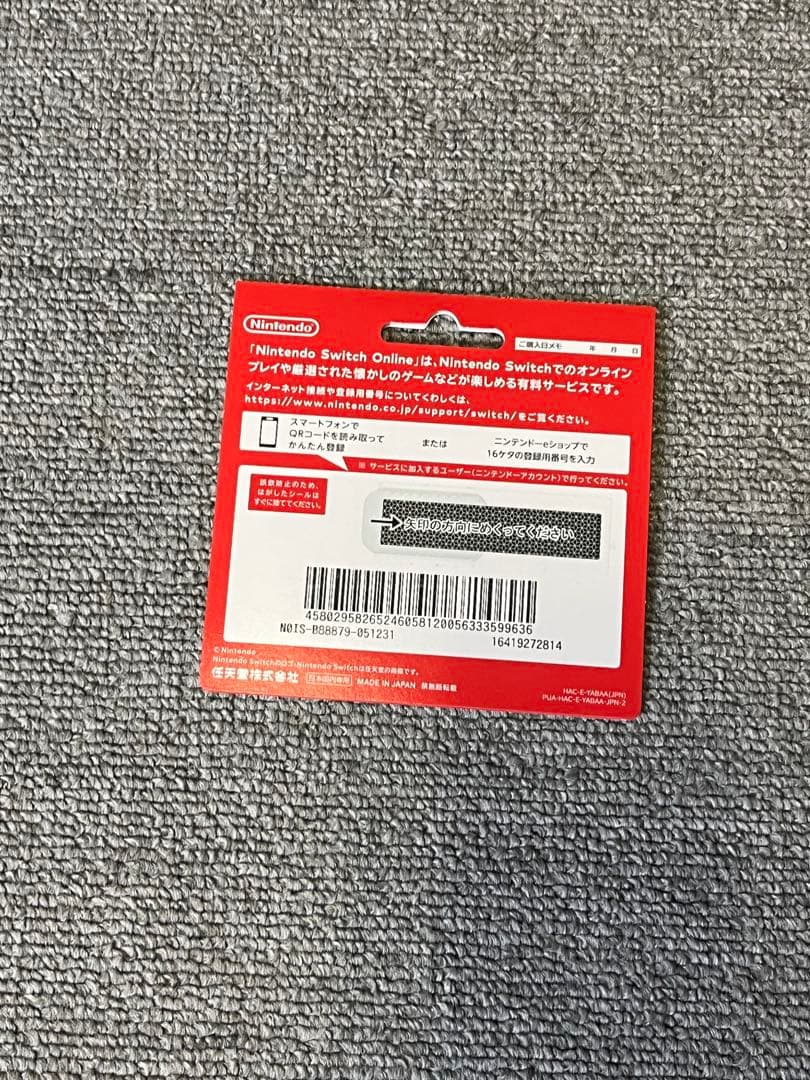 Nintendo
ご購入日メモ 年 月 日
「Nintendo Switch Online」は、Nintendo Switchでのオンライン
プレイや厳選された懐かしのゲームなどが楽しめる有料サービスです。
インターネット接続や登録用番号についてくわしくは、
https://www.nintendo.co.jp/support/switch/をご覧ください。
スマートフォンで
QRコードを読み取って
かんたん登録
または
ニンテンドーeショップで
16ケタの登録用番号を入力
※ サービスに加入するユーザー(ニンテンドーアカウント)で行ってください。
誤飲防止のため、
はがしたシールは
すぐに捨ててください。
矢印の方向にめくってください
4580295826524605812005633359 9636
N0IS-B88879-051231
16419272814
© Nintendo
Nintendo Switchのロゴ・Nintendo Switchは任天堂の商標です。
任天堂株式会社 日本国内専用 MADE IN JAPAN 禁無断転載
HAC-E-YABAA(JPN)
PUA-HAC-E-YABAA-JPN-2